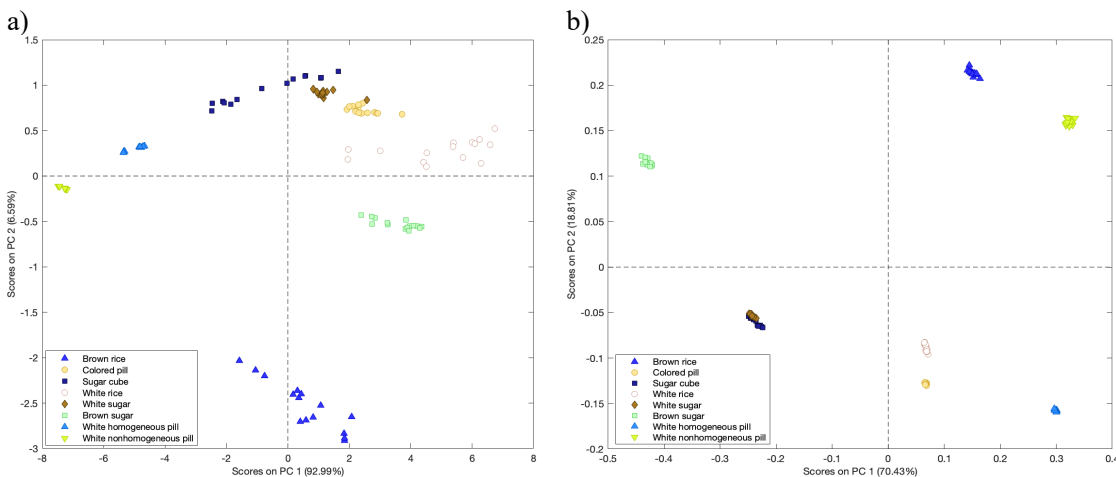 a)
1.5
1
0.5
0
-0.5
-1
-1.5
-2
-2.5
-3
Scores on PC 2 (6.59%)
Brown rice
Colored pill
Sugar cube
White rice
White sugar
Brown sugar
White homogeneous pill
White nonhomogeneous pill
-8 -6 -4 -2 0 2 4 6 8
Scores on PC 1 (92.99%)
b)
0.25
0.2
0.15
0.1
0.05
0
-0.05
-0.1
-0.15
-0.2
Scores on PC 2 (18.81%)
Brown rice
Colored pill
Sugar cube
White rice
White sugar
Brown sugar
White homogeneous pill
White nonhomogeneous pill
-0.5 -0.4 -0.3 -0.2 -0.1 0 0.1 0.2 0.3 0.4
Scores on PC 1 (70.43%)